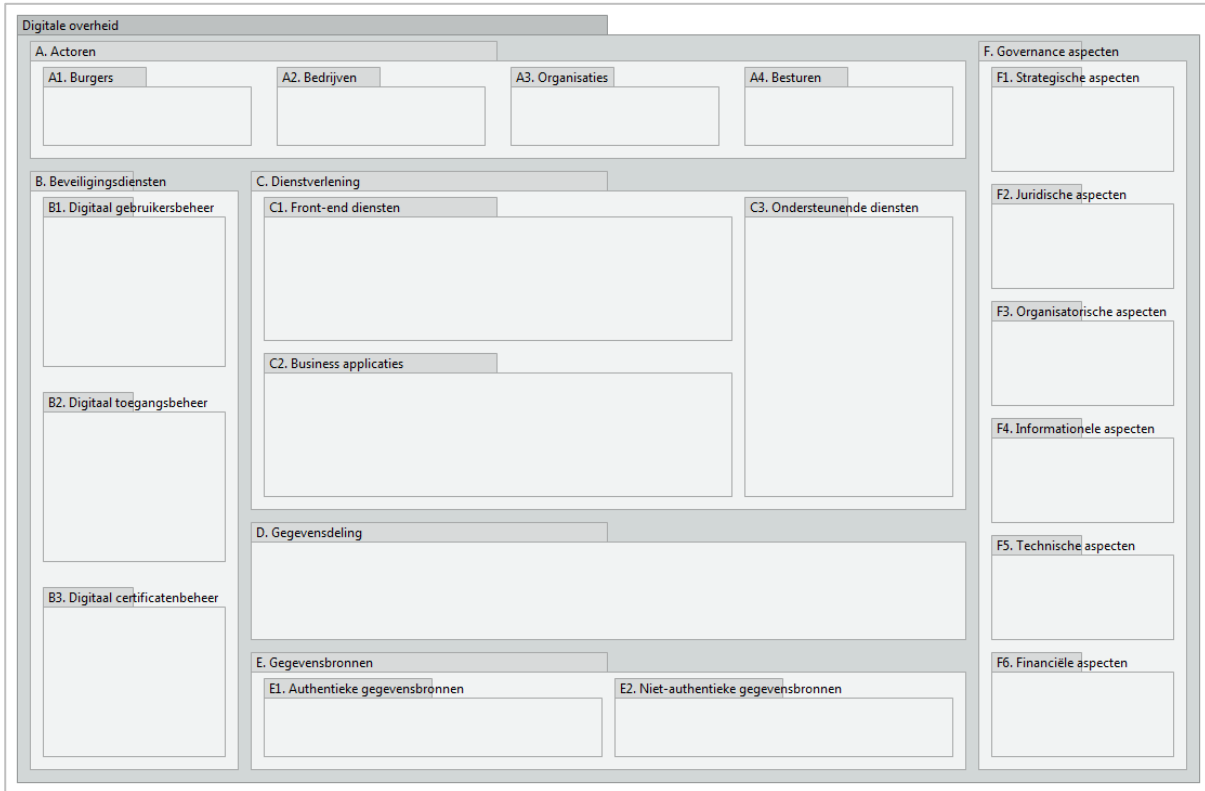 Digitale overheid
A. Actoren
A1. Burgers
A2. Bedrijven
A3. Organisaties
A4. Besturen
B. Beveiligingsdiensten
B1. Digitaal gebruikersbeheer
B2. Digitaal toegangsbeheer
B3. Digitaal certificatenbeheer
C. Dienstverlening
C1. Front-end diensten
C2. Business applicaties
C3. Ondersteunende diensten
D. Gegevensdeling
E. Gegevensbronnen
E1. Authentieke gegevensbronnen
E2. Niet-authentieke gegevensbronnen
F. Governance aspecten
F1. Strategische aspecten
F2. Juridische aspecten
F3. Organisatorische aspecten
F4. Informationele aspecten
F5. Technische aspecten
F6. Financiële aspecten